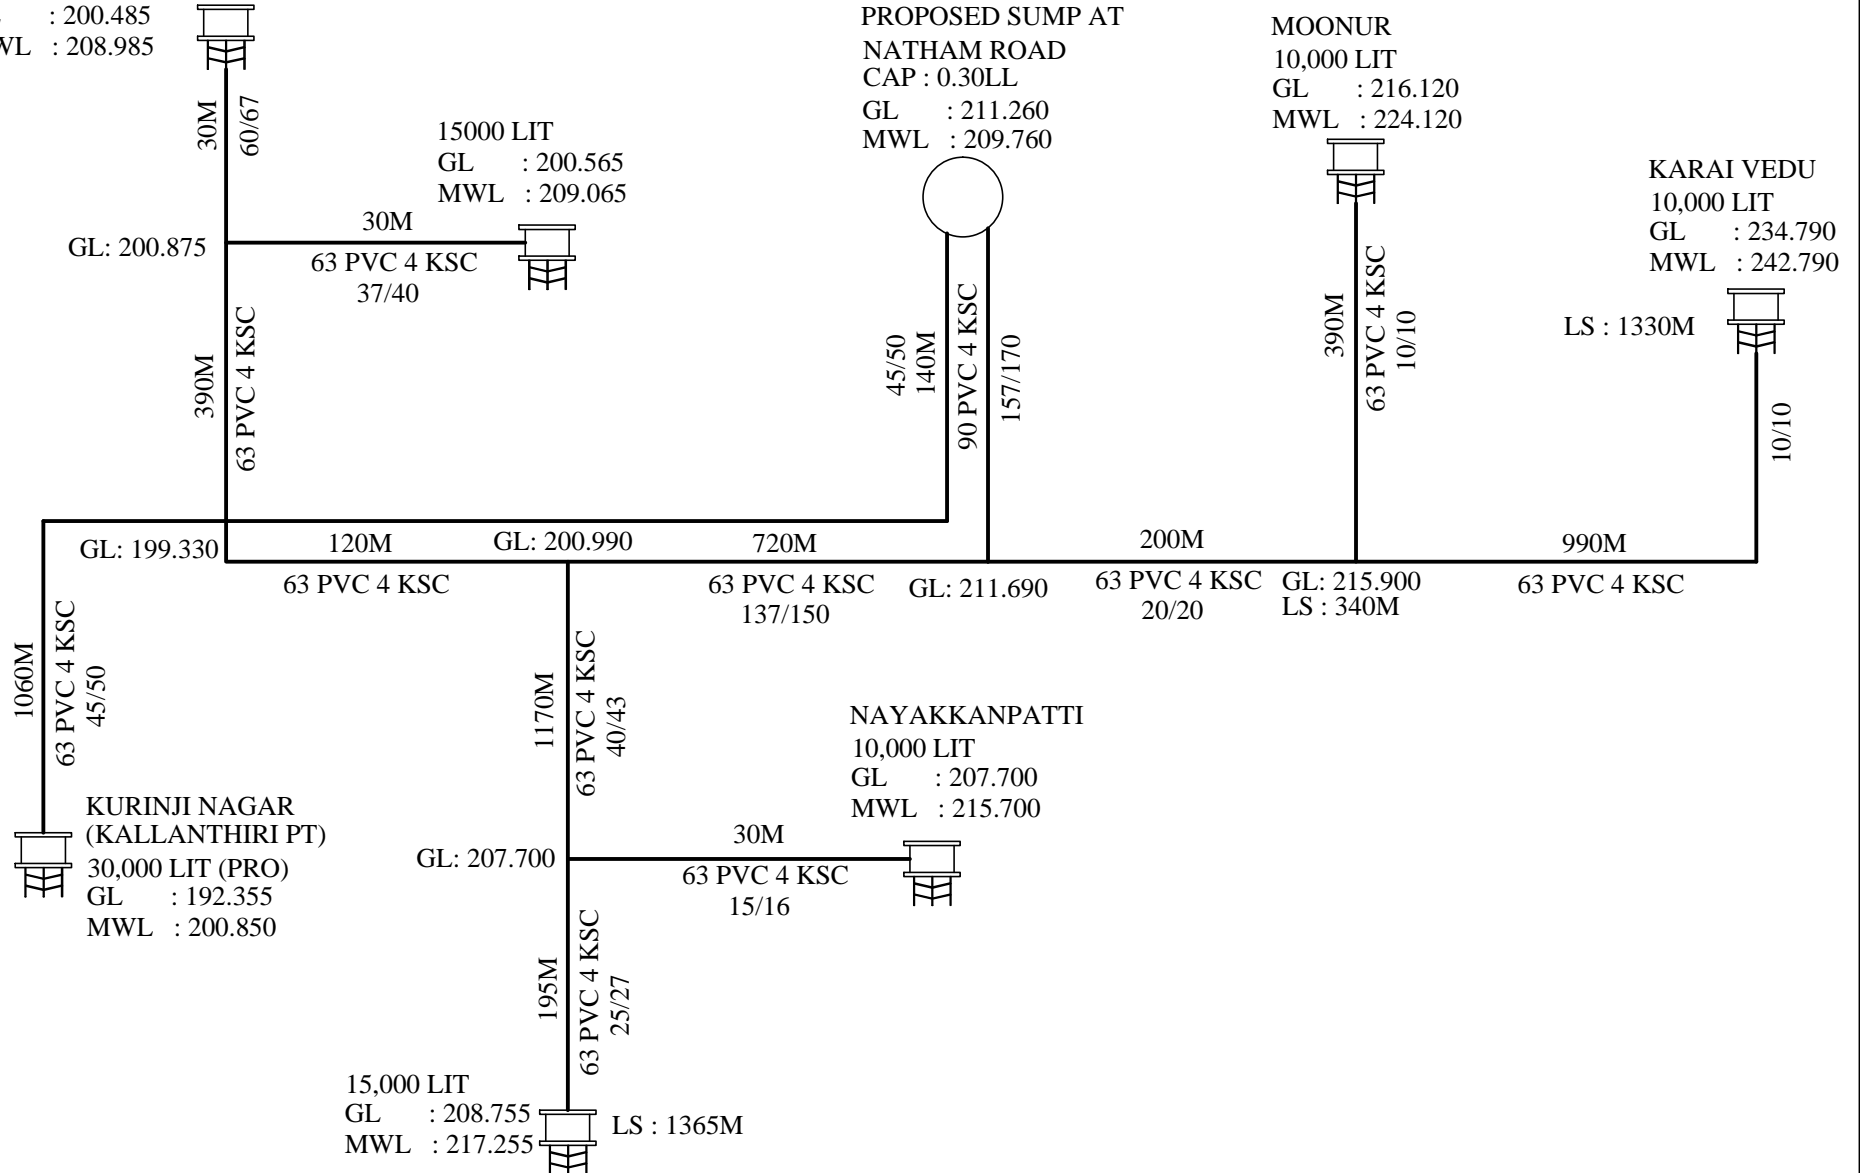 : 200.485
WL : 208.985
30M
60/67
15000 LIT
GL : 200.565
MWL : 209.065
GL: 200.875
30M
63 PVC 4 KSC
37/40
390M
63 PVC 4 KSC
PROPOSED SUMP AT
NATHAM ROAD
CAP : 0.30LL
GL : 211.260
MWL : 209.760
45/50
140M
90 PVC 4 KSC
157/170
MOONUR
10,000 LIT
GL : 216.120
MWL : 224.120
390M
63 PVC 4 KSC
10/10
KARAI VEDU
10,000 LIT
GL : 234.790
MWL : 242.790
LS : 1330M
10/10
GL: 199.330
120M
63 PVC 4 KSC
GL: 200.990
720M
63 PVC 4 KSC
137/150
GL: 211.690
200M
63 PVC 4 KSC
20/20
GL: 215.900
LS : 340M
990M
63 PVC 4 KSC
1060M
63 PVC 4 KSC
45/50
KURINJI NAGAR
(KALLANTHIRI PT)
30,000 LIT (PRO)
GL : 192.355
MWL : 200.850
1170M
63 PVC 4 KSC
40/43
NAYAKKANPATTI
10,000 LIT
GL : 207.700
MWL : 215.700
GL: 207.700
30M
63 PVC 4 KSC
15/16
195M
63 PVC 4 KSC
25/27
15,000 LIT
GL : 208.755
MWL : 217.255
LS : 1365M